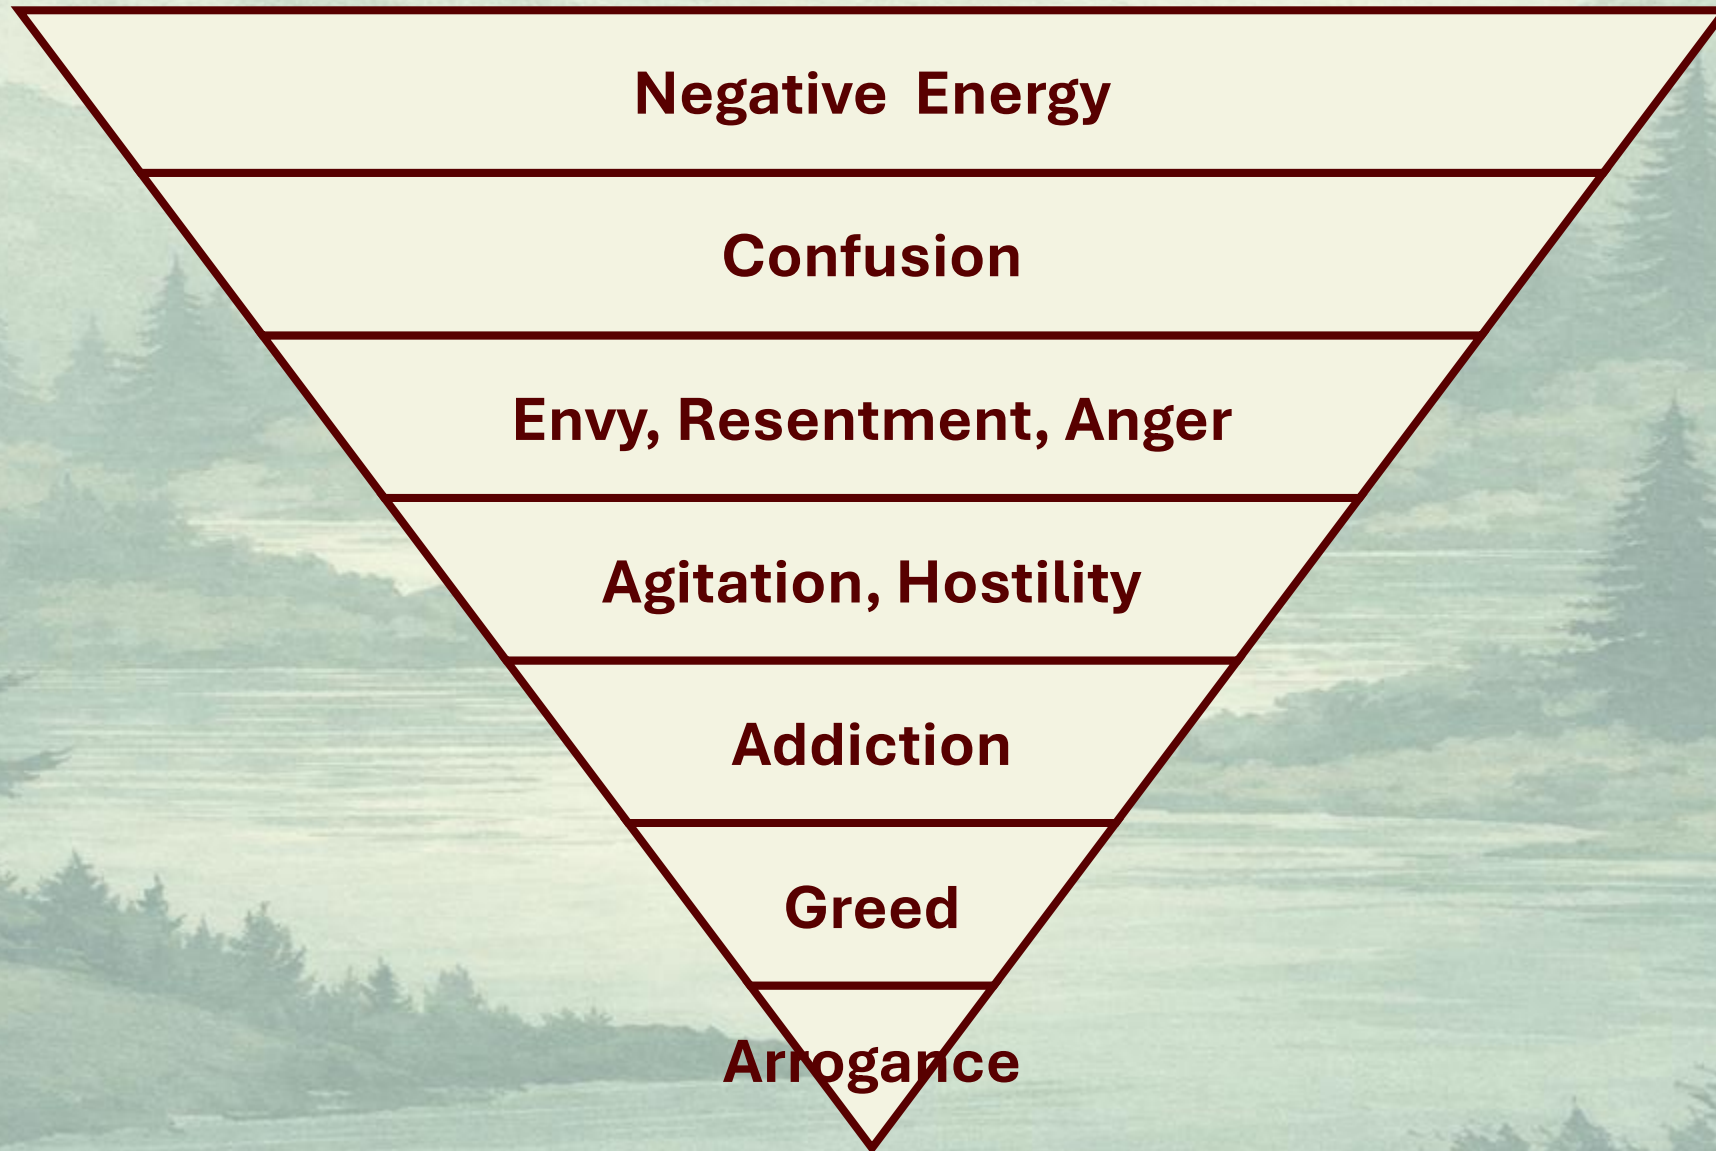 Negative Energy
Confusion
Envy, Resentment, Anger
Agitation, Hostility
Addiction
Greed
Arrogance